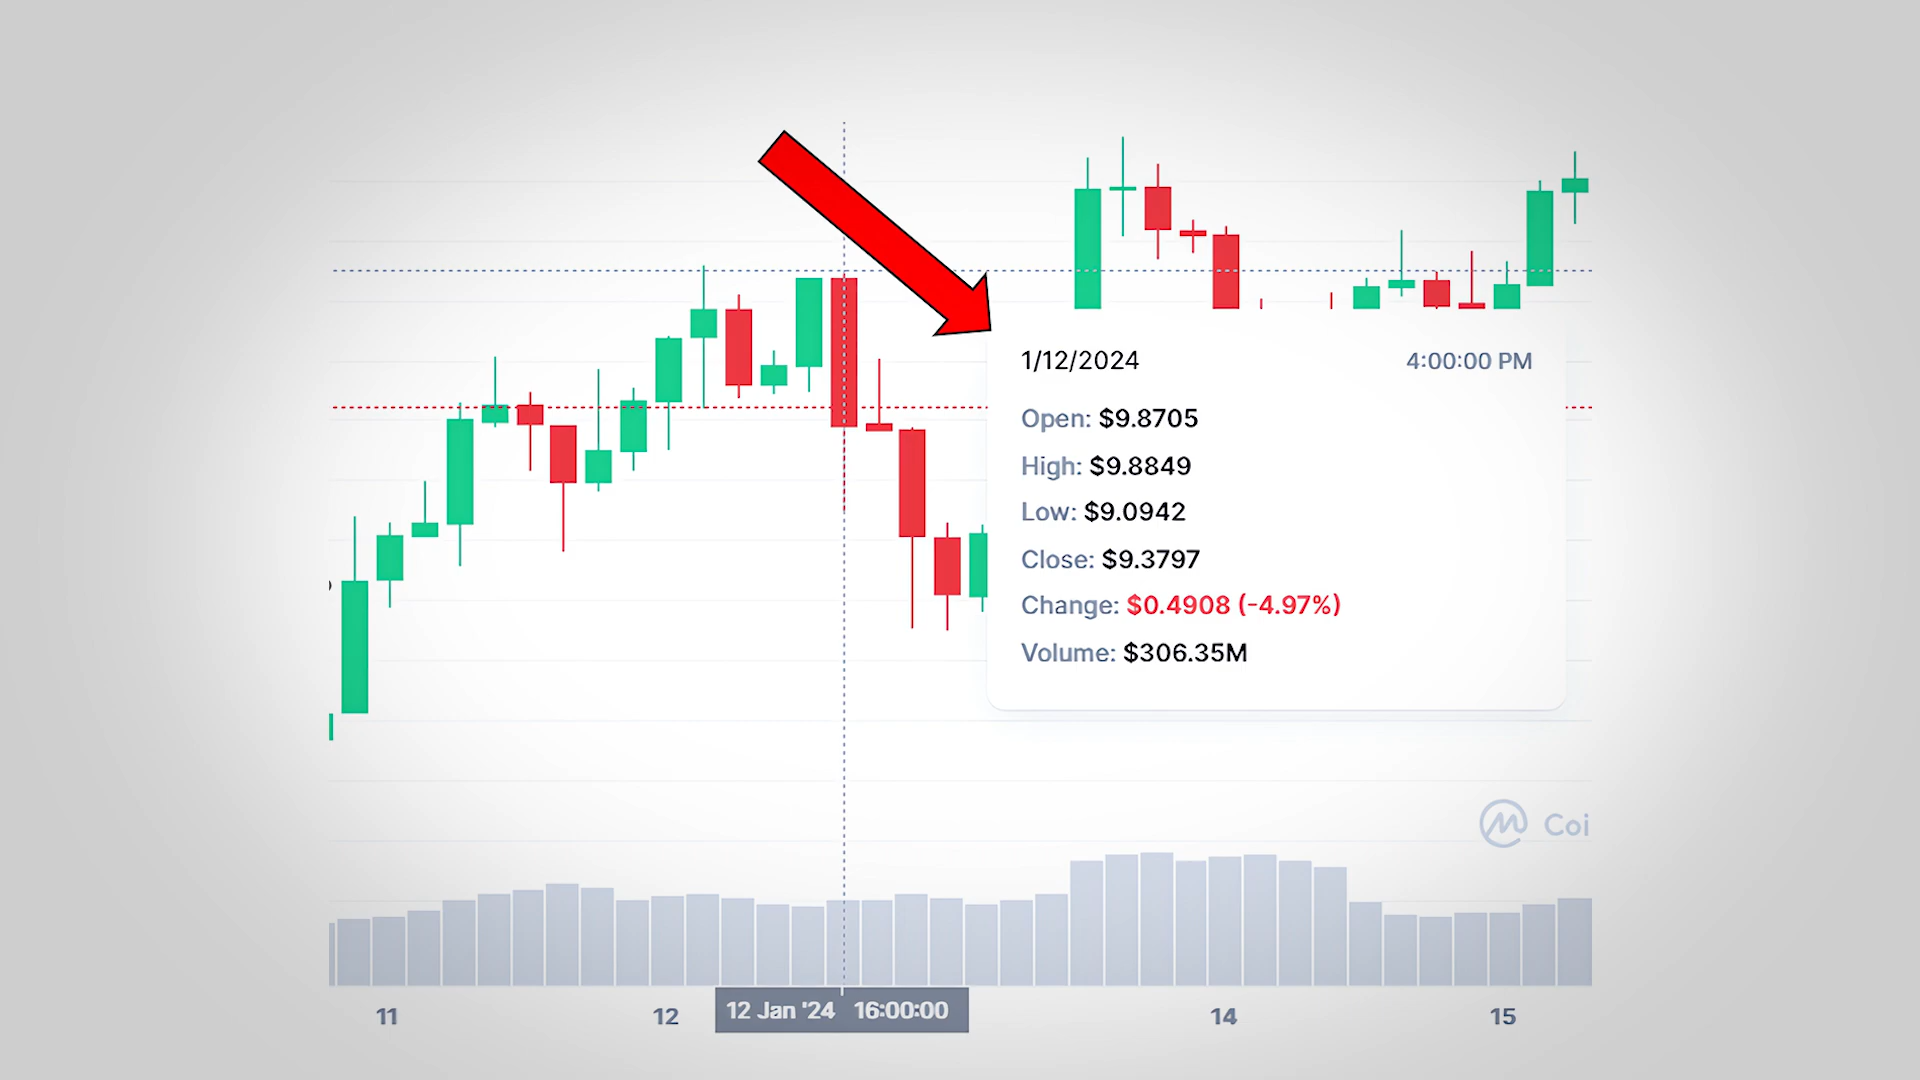 1/12/2024 4:00:00 PM
Open: $9.8705
High: $9.8849
Low: $9.0942
Close: $9.3797
Change: $0.4908 (-4.97%)
Volume: $306.35M
Coi
11 12 12 Jan '24 16:00:00 14 15